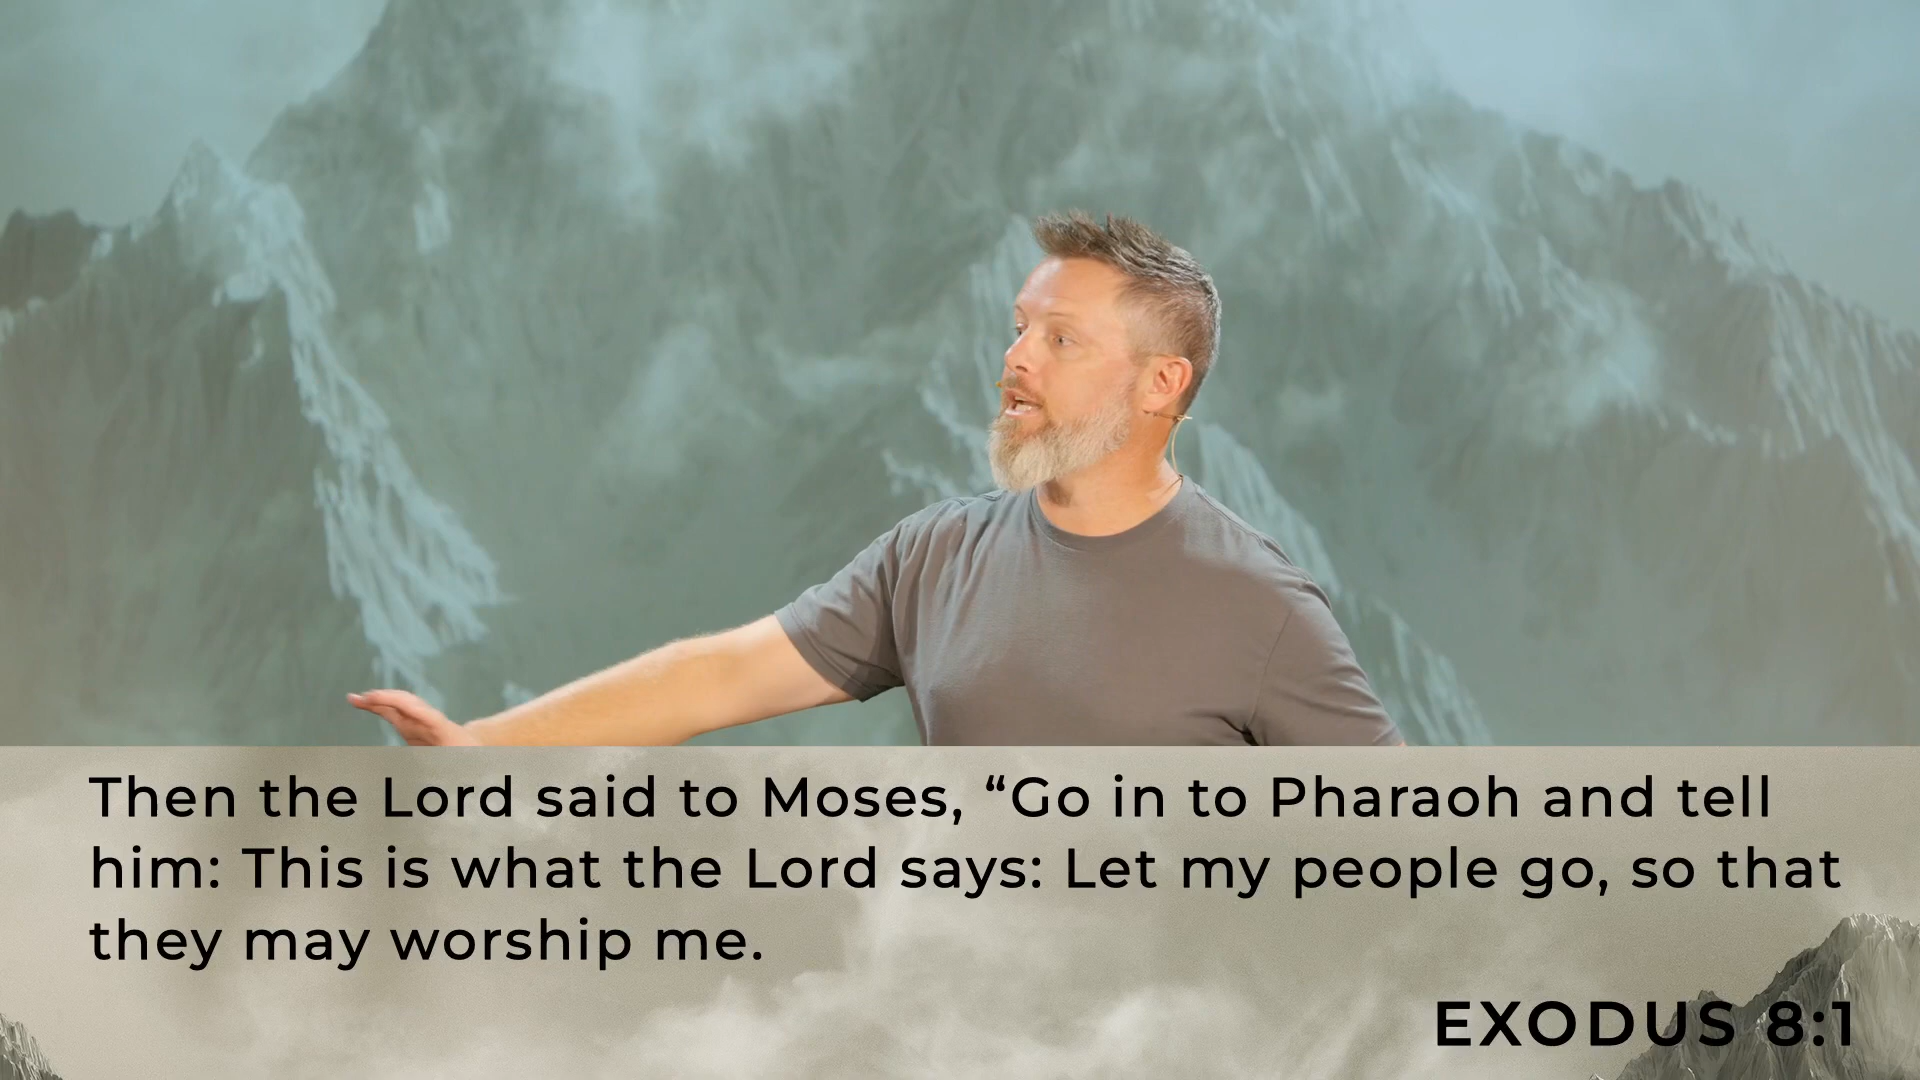 Then the Lord said to Moses, “Go in to Pharaoh and tell
him: This is what the Lord says: Let my people go, so that
they may worship me.
EXODUS 8:1